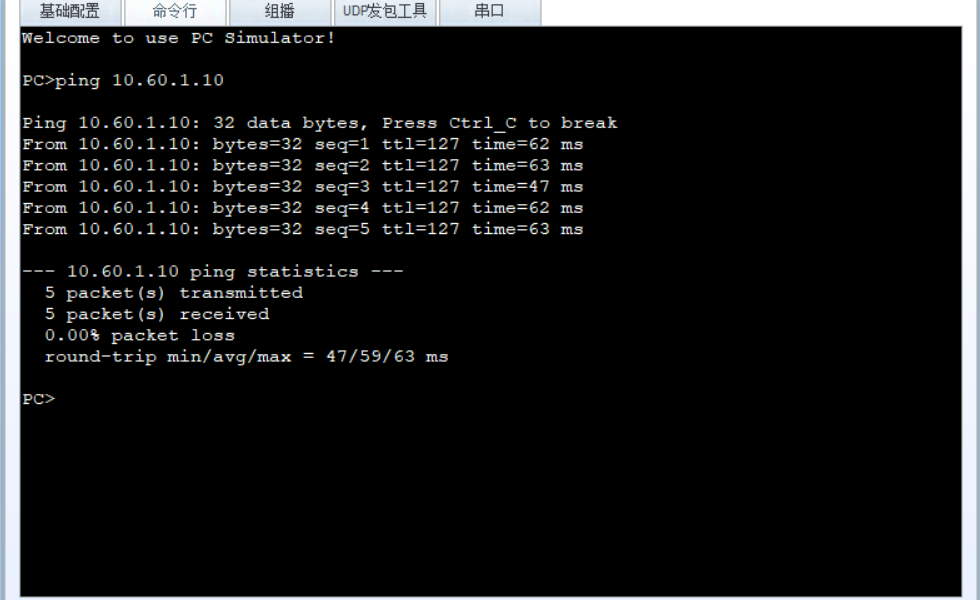 基础配置 命令行 组播 UDP发包工具 串口
Welcome to use PC Simulator!
PC>ping 10.60.1.10
Ping 10.60.1.10: 32 data bytes, Press Ctrl_C to break
From 10.60.1.10: bytes=32 seq=1 ttl=127 time=62 ms
From 10.60.1.10: bytes=32 seq=2 ttl=127 time=63 ms
From 10.60.1.10: bytes=32 seq=3 ttl=127 time=47 ms
From 10.60.1.10: bytes=32 seq=4 ttl=127 time=62 ms
From 10.60.1.10: bytes=32 seq=5 ttl=127 time=63 ms
--- 10.60.1.10 ping statistics ---
5 packet(s) transmitted
5 packet(s) received
0.00% packet loss
round-trip min/avg/max = 47/59/63 ms
PC>